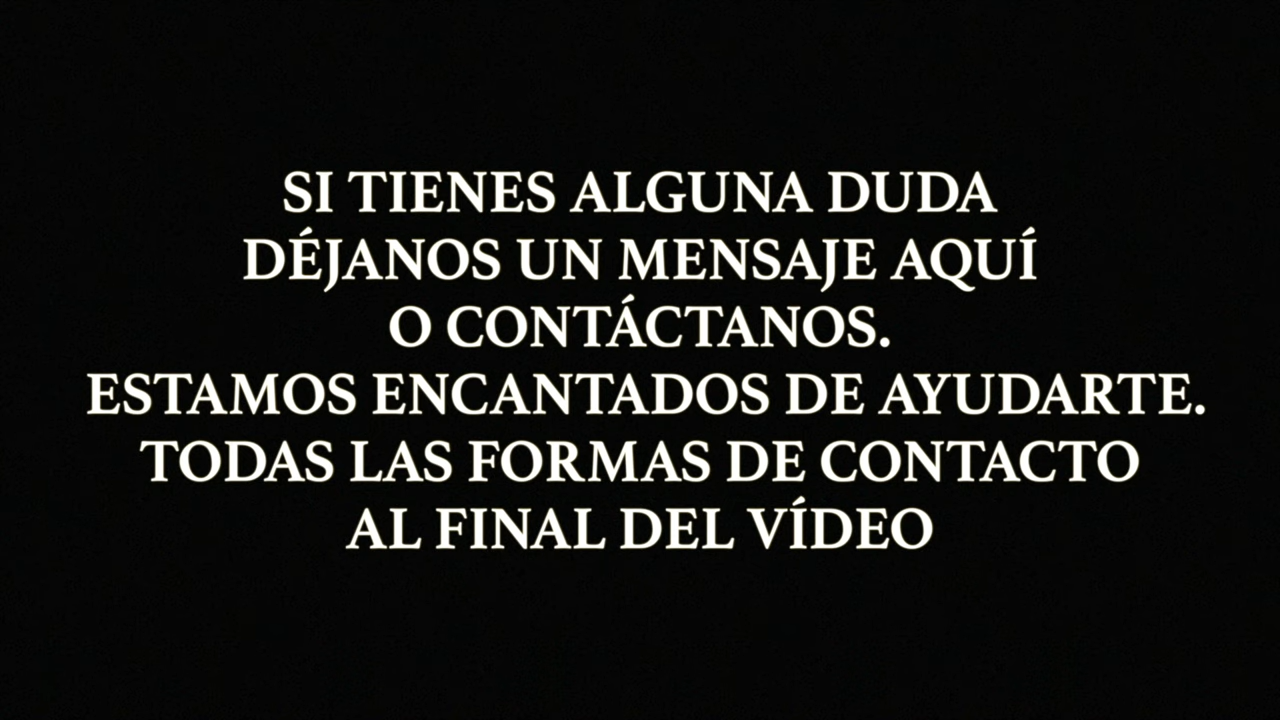 SI TIENES ALGUNA DUDA
DÉJANOS UN MENSAJE AQUÍ
O CONTÁCTANOS.
ESTAMOS ENCANTADOS DE AYUDARTE.
TODAS LAS FORMAS DE CONTACTO
AL FINAL DEL VÍDEO